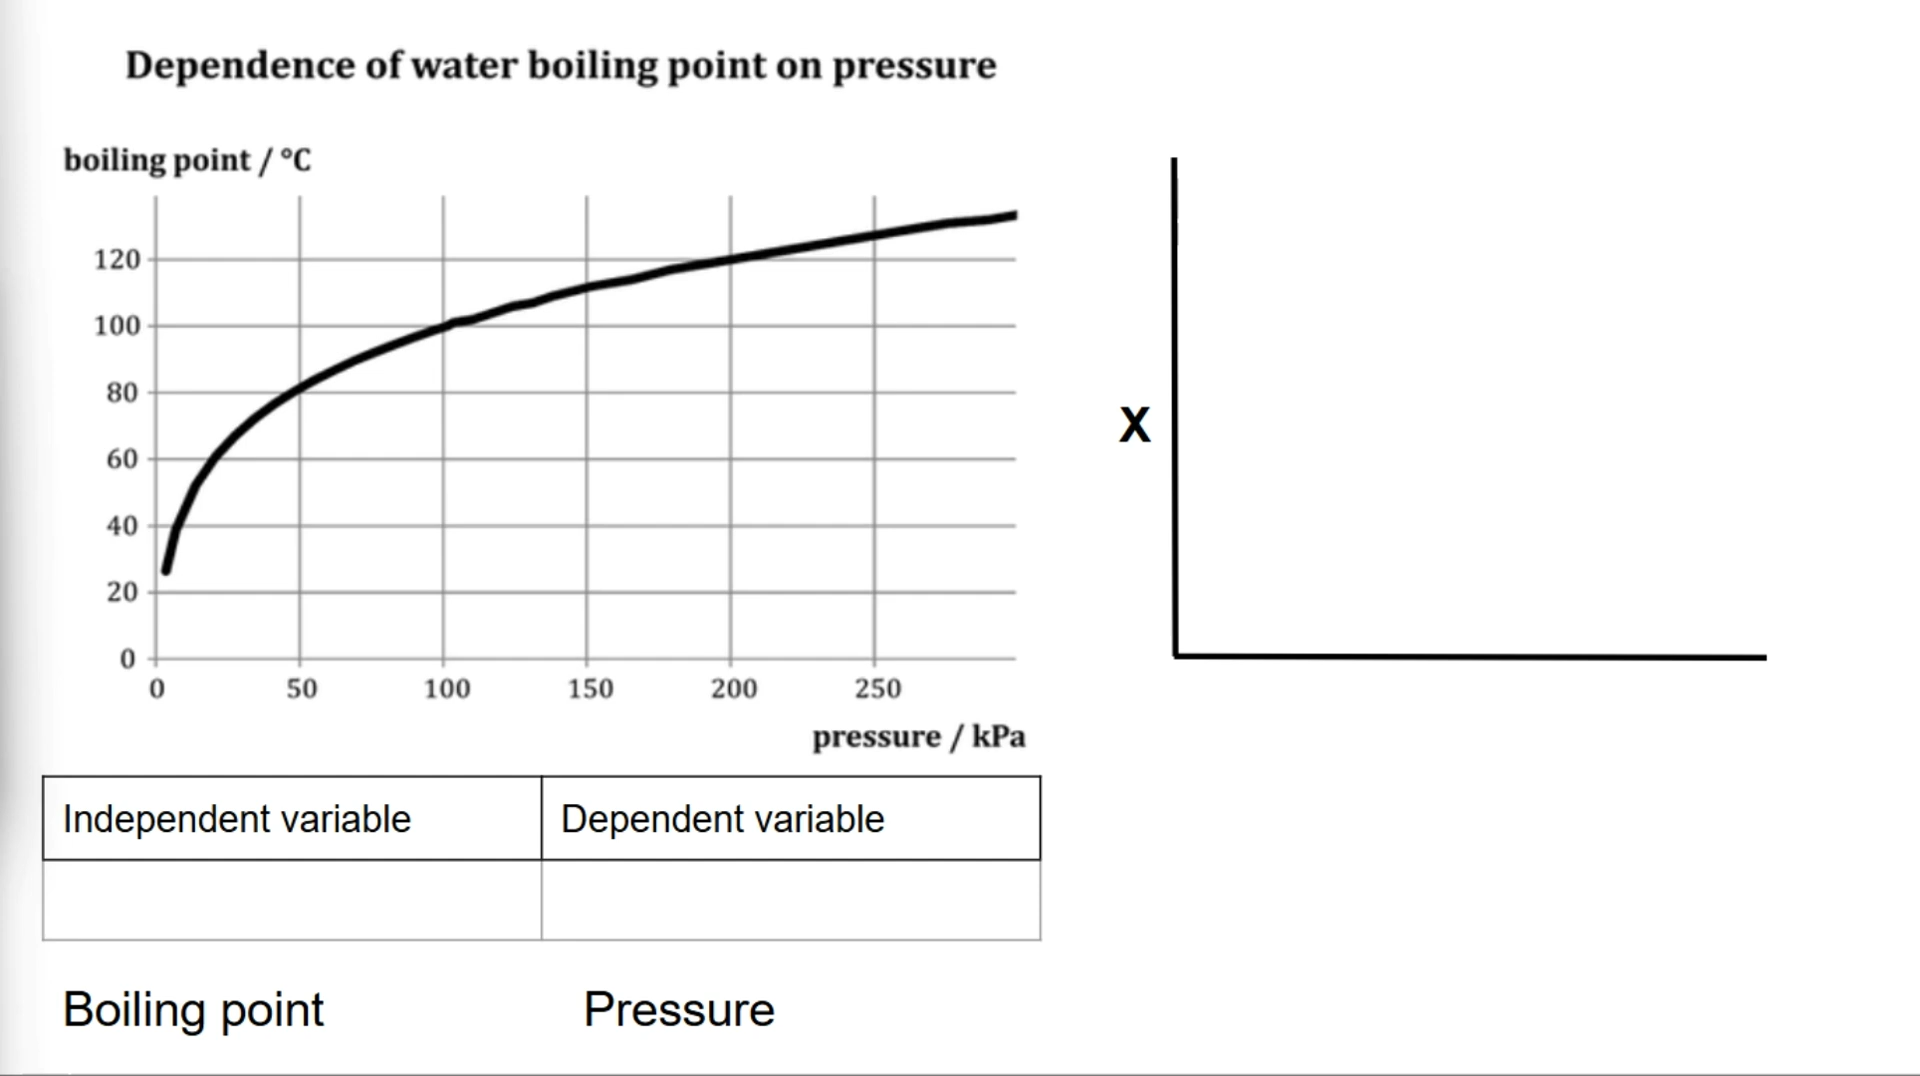 Dependence of water boiling point on pressure
boiling point / °C
120
100
80
60
40
20
0
0 50 100 150 200 250
pressure / kPa
X
Independent variable Dependent variable
Boiling point Pressure